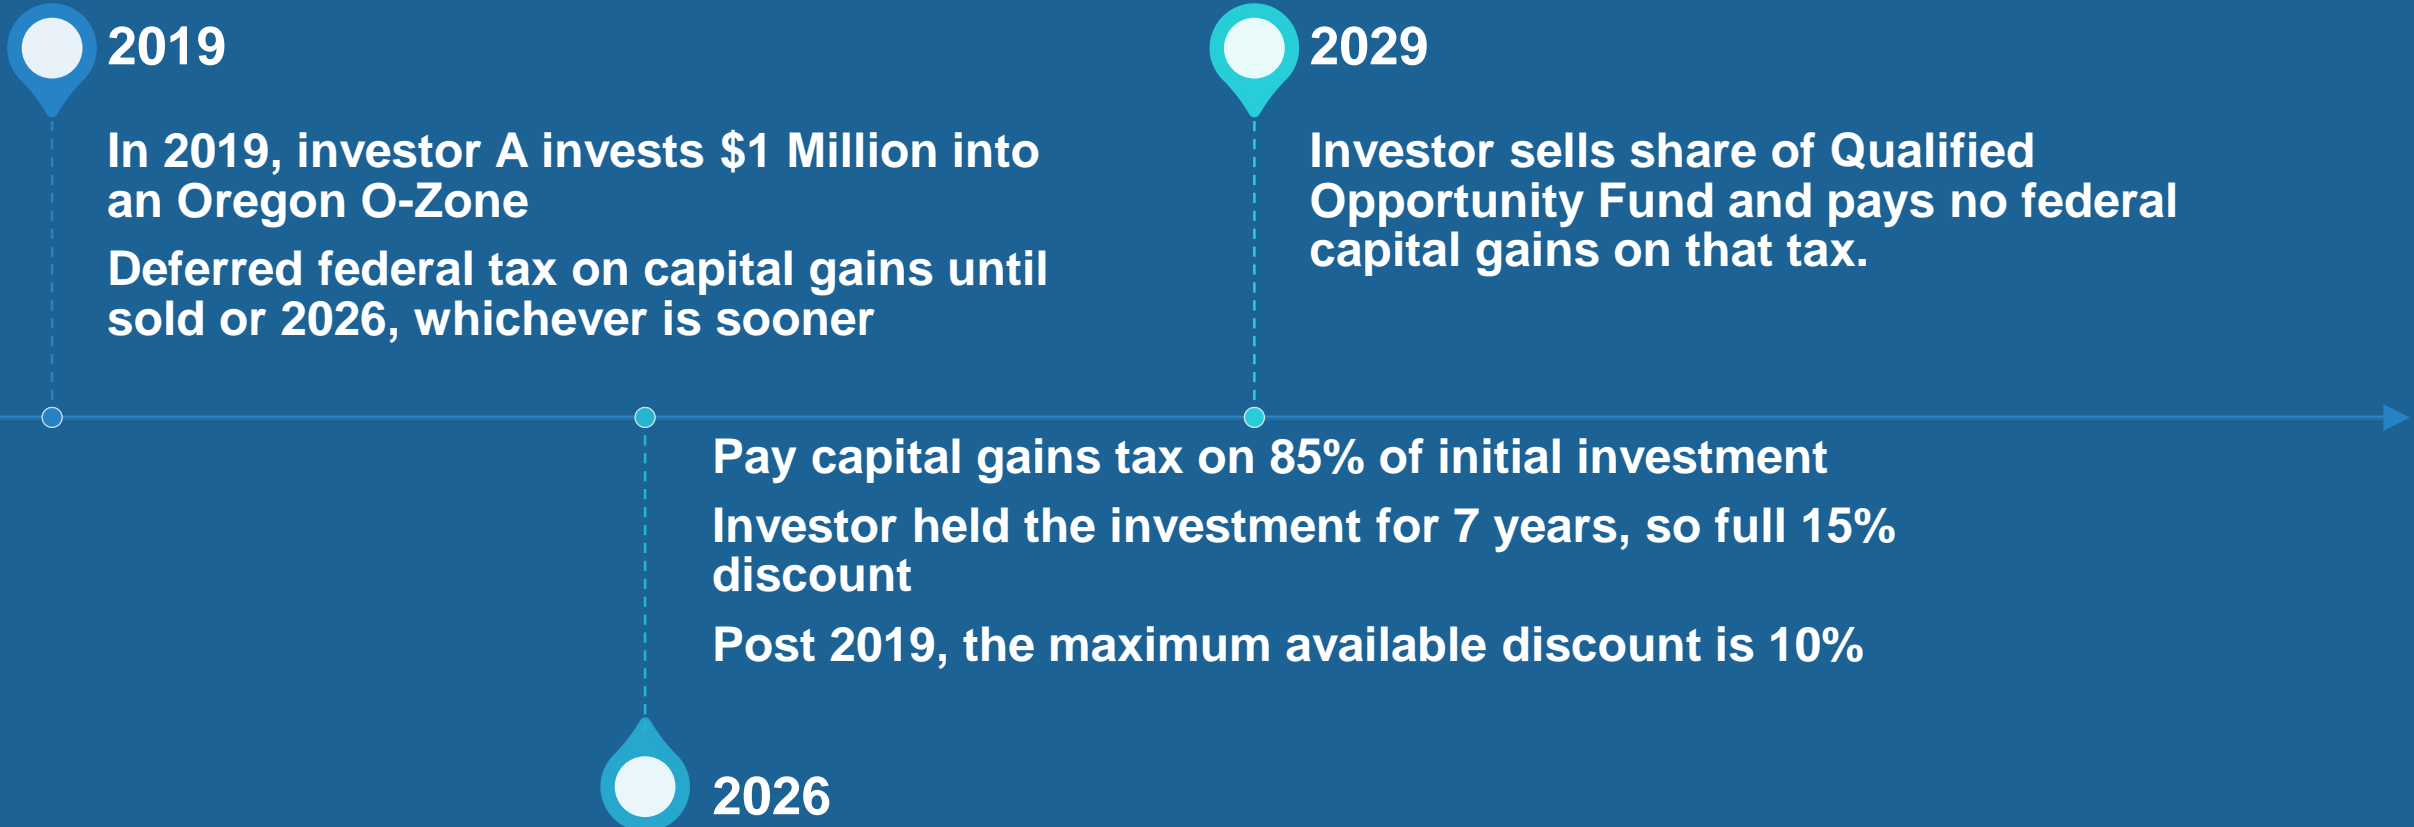 2019
In 2019, investor A invests $1 Million into
an Oregon O-Zone
Deferred federal tax on capital gains until
sold or 2026, whichever is sooner
2029
Investor sells share of Qualified
Opportunity Fund and pays no federal
capital gains on that tax.
Pay capital gains tax on 85% of initial investment
Investor held the investment for 7 years, so full 15%
discount
Post 2019, the maximum available discount is 10%
2026